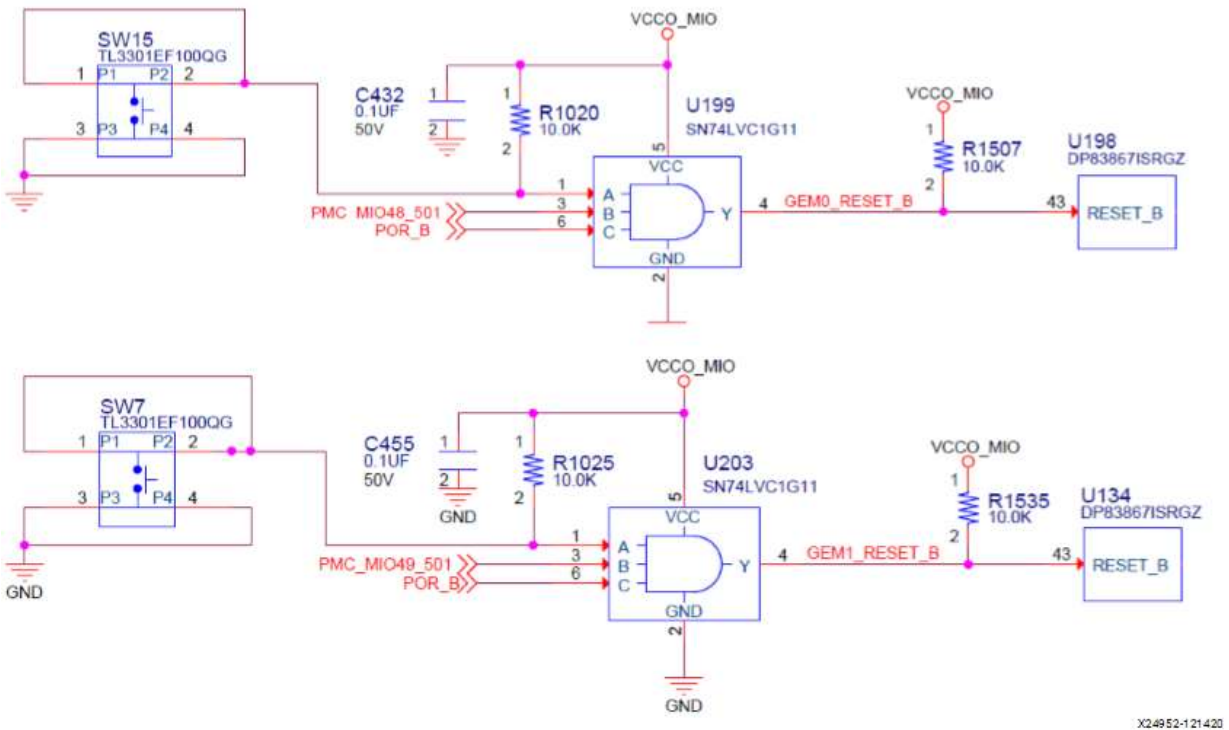 VCCO_MIO
SW15
TL3301EF100QG
1 P1 P2 2
3 P3 P4 4
C432
0.1UF
50V
1
2
1
R1020
10.0K
2
U199
SN74LVC1G11
5
VCC
1 A
PMC_MIO48_501 3 B
POR_B 6 C
Y 4
GND
2
GEM0_RESET_B
VCCO_MIO
1
R1507
10.0K
2
U198
DP83867ISRGZ
43 RESET_B
VCCO_MIO
SW7
TL3301EF100QG
1 P1 P2 2
3 P3 P4 4
GND
C455
0.1UF
50V
1
2
GND
1
R1025
10.0K
2
U203
SN74LVC1G11
5
VCC
1 A
PMC_MIO49_501 3 B
POR_B 6 C
Y 4
GND
2
GND
GEM1_RESET_B
VCCO_MIO
1
R1535
10.0K
2
U134
DP83867ISRGZ
43 RESET_B
X24952-121420